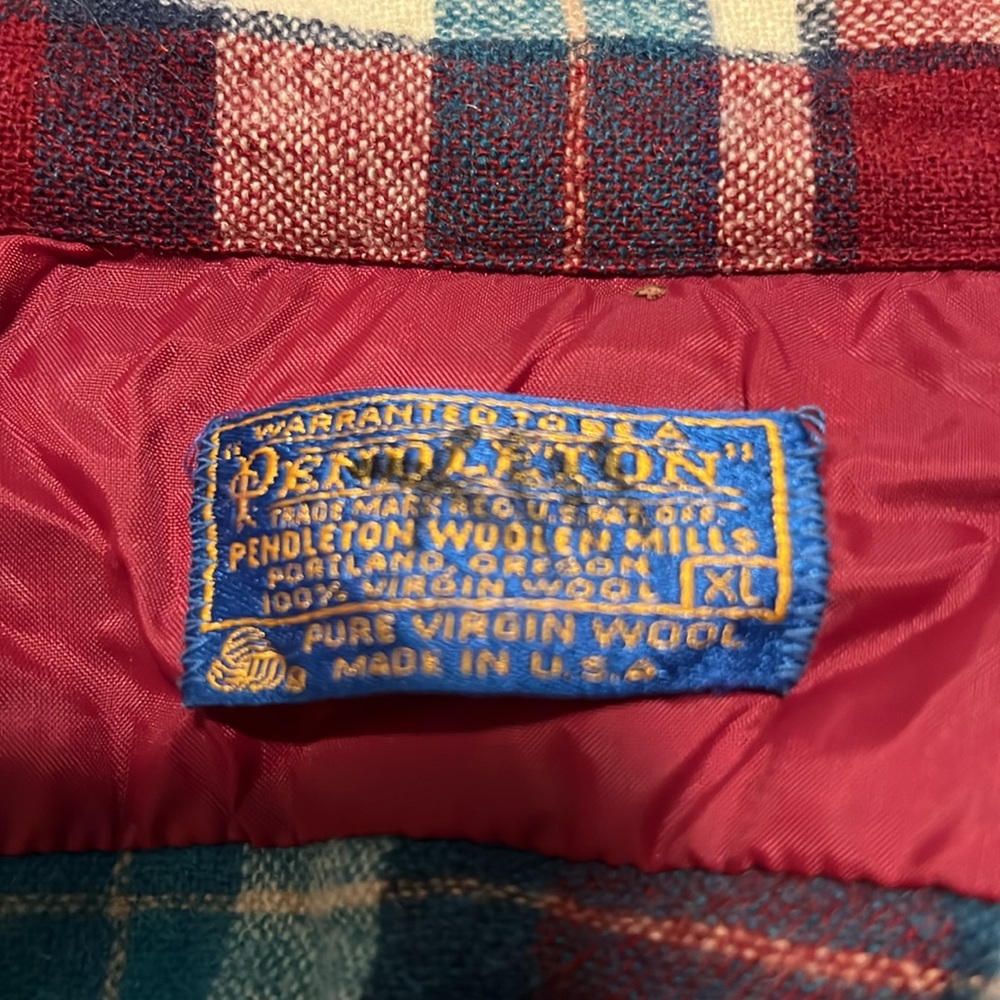 WARRANTED TO BE A
"PENDLETON"
TRADE MARK REG. U.S. PAT. OFF.
PENDLETON WOOLEN MILLS
PORTLAND, OREGON
100% VIRGIN WOOL
XL
PURE VIRGIN WOOL
MADE IN U.S.A